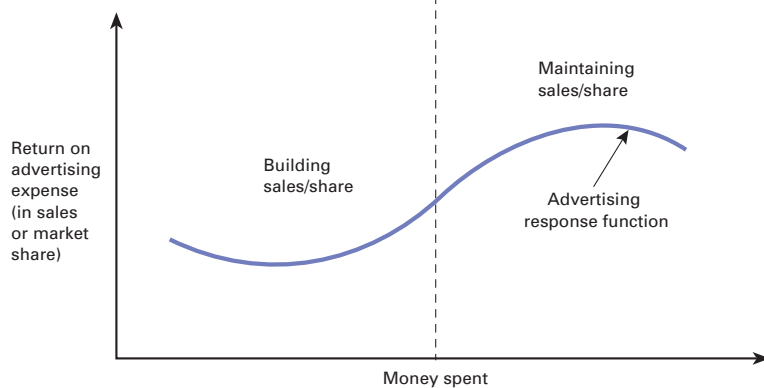 Maintaining
sales/share
Return on
advertising
expense
(in sales
or market
share)
Building
sales/share
Advertising
response function
Money spent